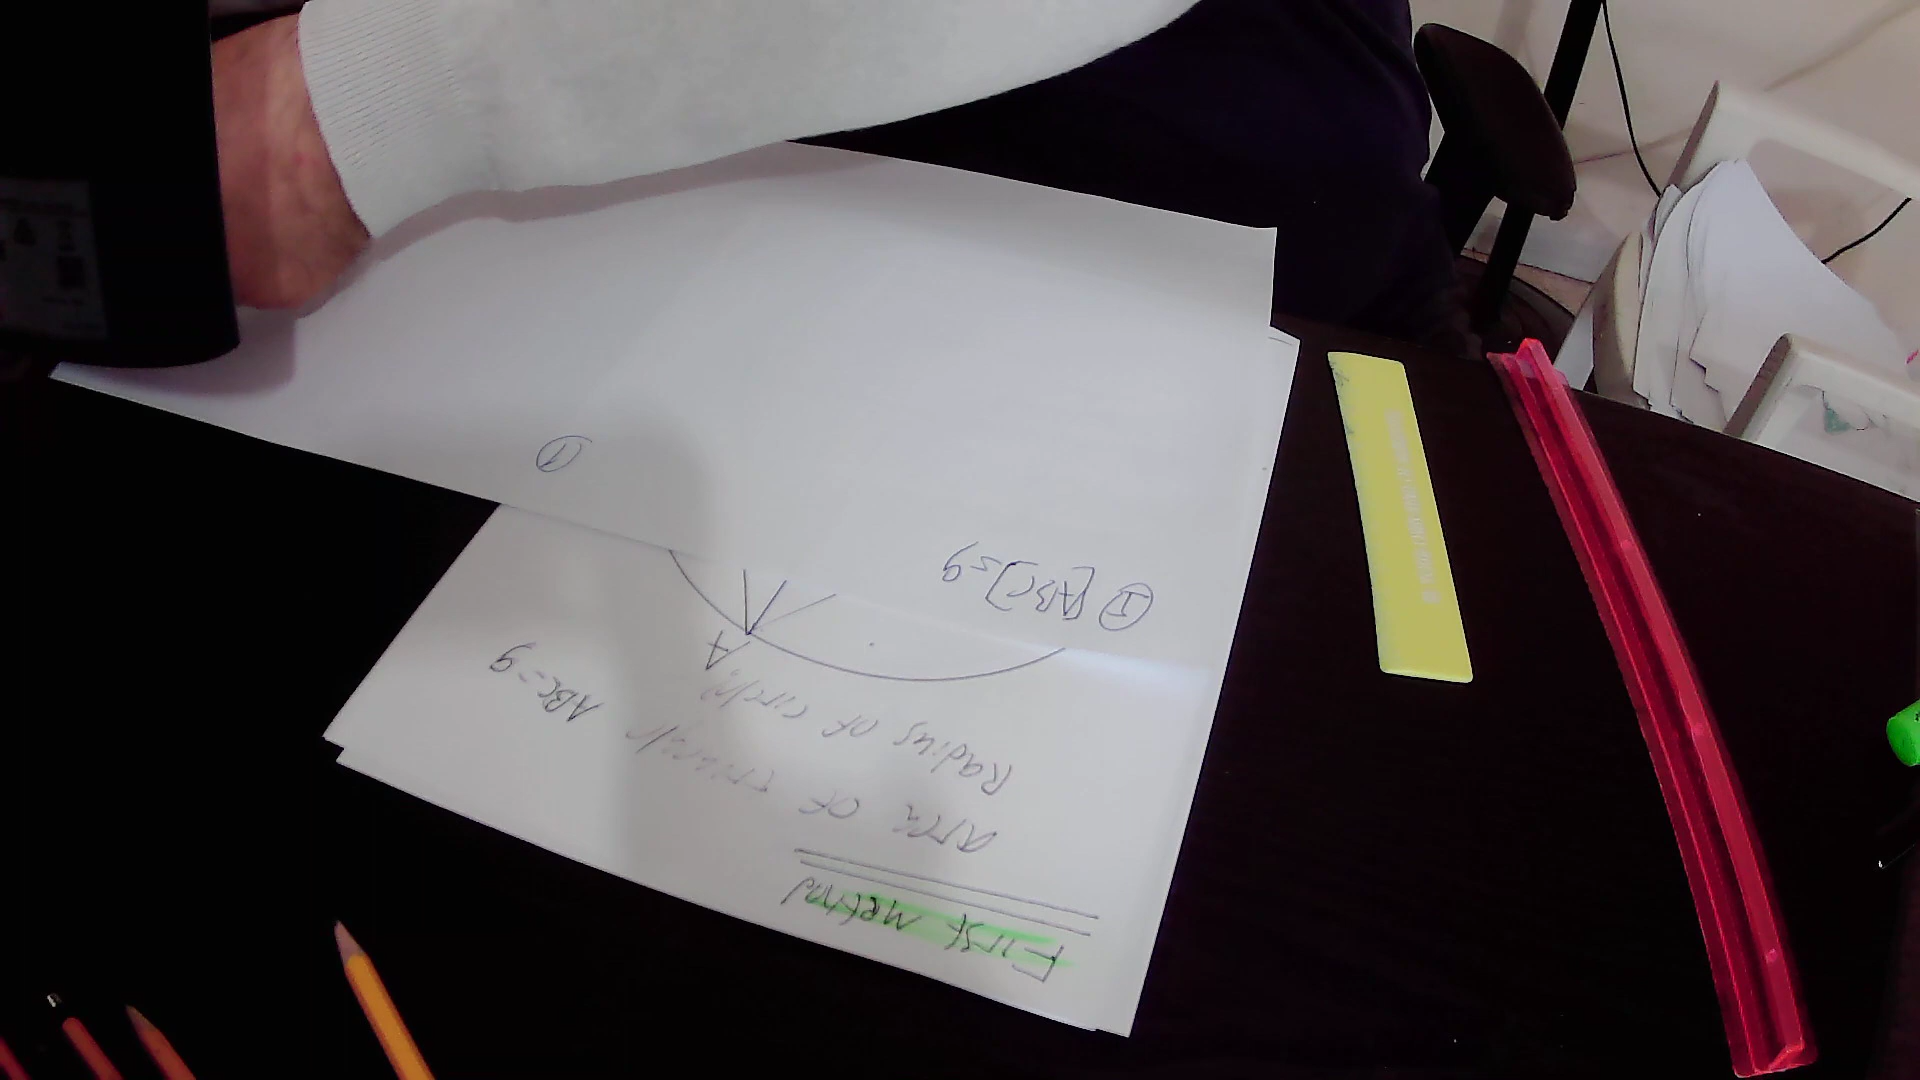 First method
area of triangle ABC = 9
Radius of circle,
A
① [ABC] = 9
①